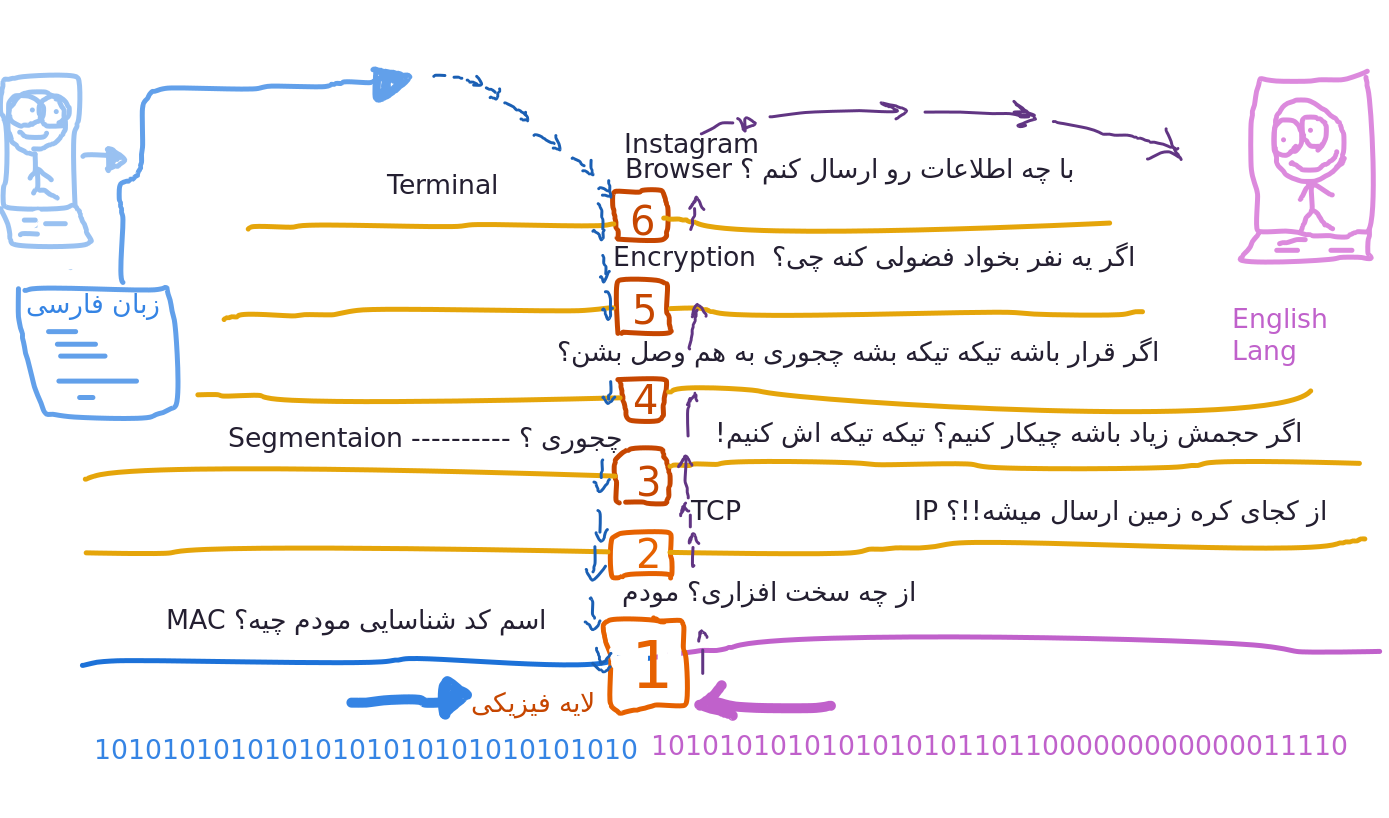 Instagram
Browser با چه اطلاعات رو ارسال کنم ؟
Terminal
6
Encryption اگر یه نفر بخواد فضولی کنه چی؟
زبان فارسی
5
English
Lang
اگر قرار باشه تیکه تیکه بشه چجوری به هم وصل بشن؟
4
اگر حجمش زیاد باشه چیکار کنیم؟ تیکه تیکه اش کنیم!
Segmentaion ---------- چجوری ؟
3
TCP
از کجای کره زمین ارسال میشه!!؟ IP
2
از چه سخت افزاری؟ مودم
اسم کد شناسایی مودم چیه؟ MAC
1
لایه فیزیکی
10101010101010101010101010101010
10101010101010101011011000000000000011110